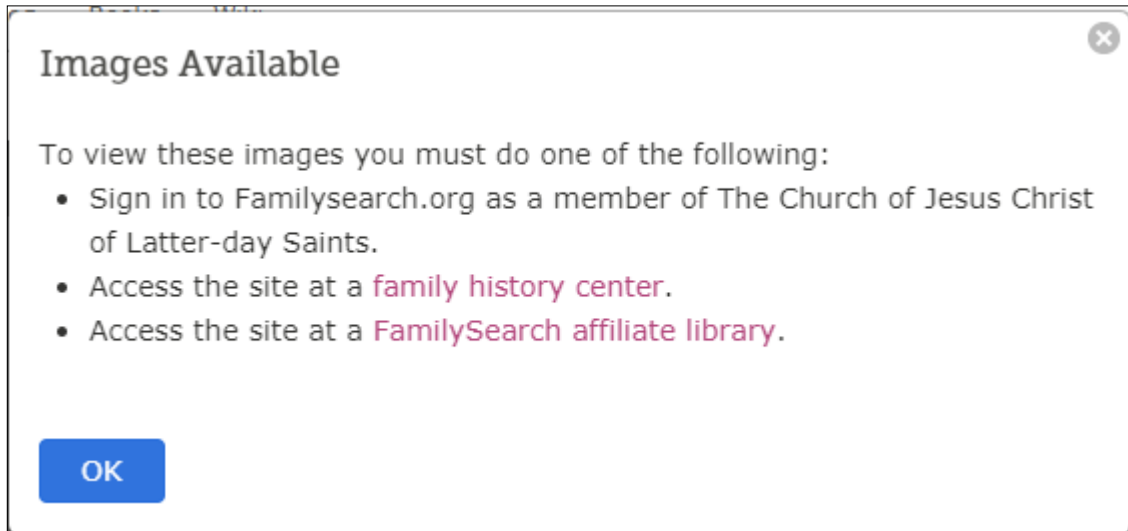 Images Available
To view these images you must do one of the following:
• Sign in to Familysearch.org as a member of The Church of Jesus Christ
of Latter-day Saints.
• Access the site at a family history center.
• Access the site at a FamilySearch affiliate library.
OK